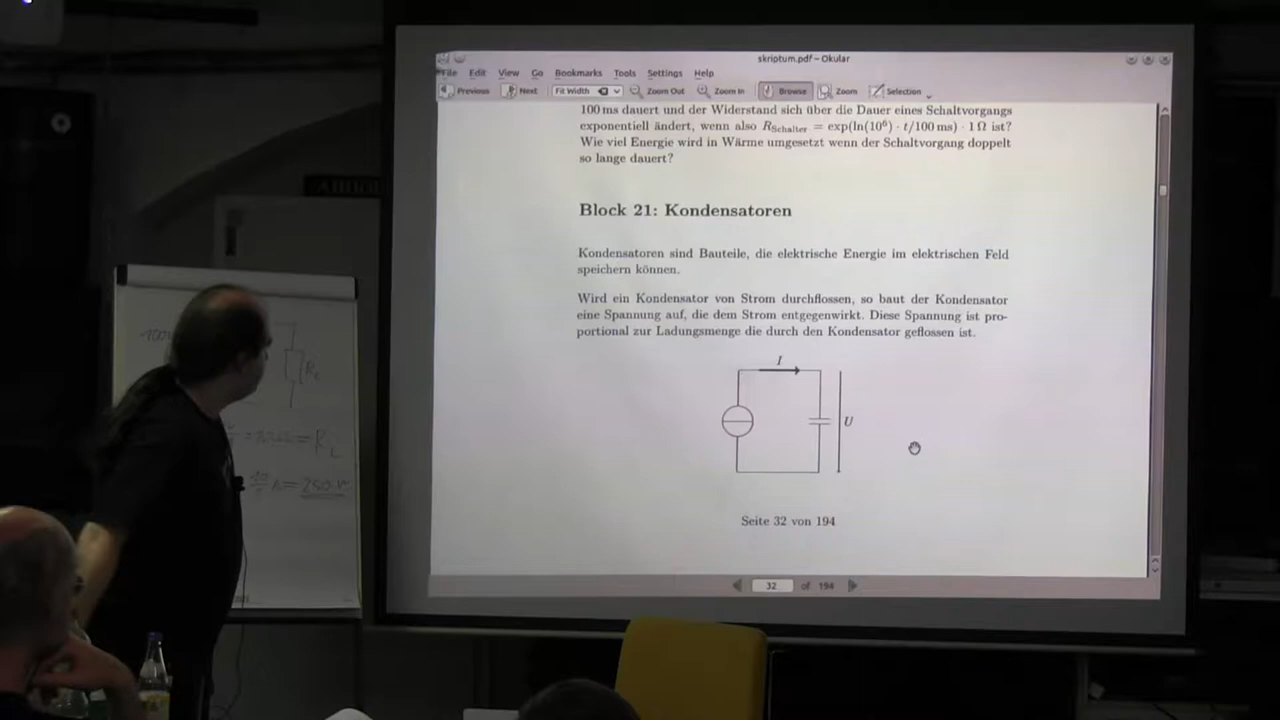 skriptum.pdf – Okular
File Edit View Go Bookmarks Tools Settings Help
Previous Next Fit Width Zoom Out Zoom In Browse Zoom Selection
100 ms dauert und der Widerstand sich über die Dauer eines Schaltvorgangs
exponentiell ändert, wenn also R_Schalter = exp(ln(10⁶) · t/100 ms) · 1 Ω ist?
Wie viel Energie wird in Wärme umgesetzt wenn der Schaltvorgang doppelt
so lange dauert?
Block 21: Kondensatoren
Kondensatoren sind Bauteile, die elektrische Energie im elektrischen Feld
speichern können.
Wird ein Kondensator von Strom durchflossen, so baut der Kondensator
eine Spannung auf, die dem Strom entgegenwirkt. Diese Spannung ist pro-
portional zur Ladungsmenge die durch den Kondensator geflossen ist.
I
U
Seite 32 von 194
32 of 194